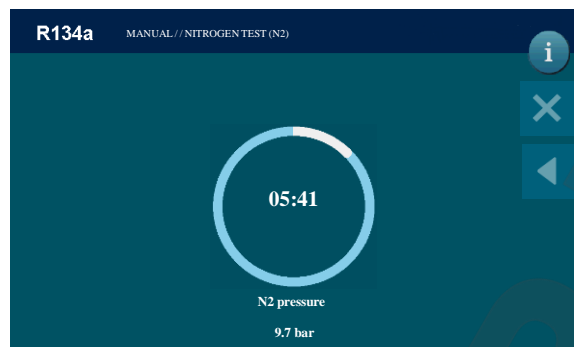 R134a
MANUAL // NITROGEN TEST (N2)
i
05:41
N2 pressure
9.7 bar